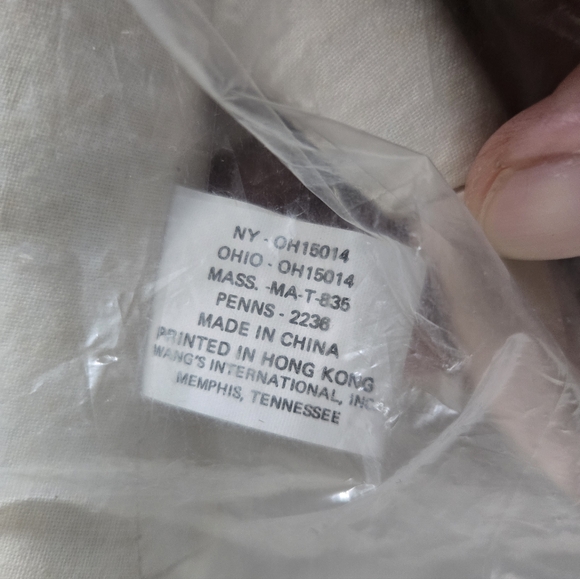 NY - OH15014
OHIO - OH15014
MASS. -MA-T-835
PENNS - 2236
MADE IN CHINA
PRINTED IN HONG KONG
WANG'S INTERNATIONAL, INC
MEMPHIS, TENNESSEE